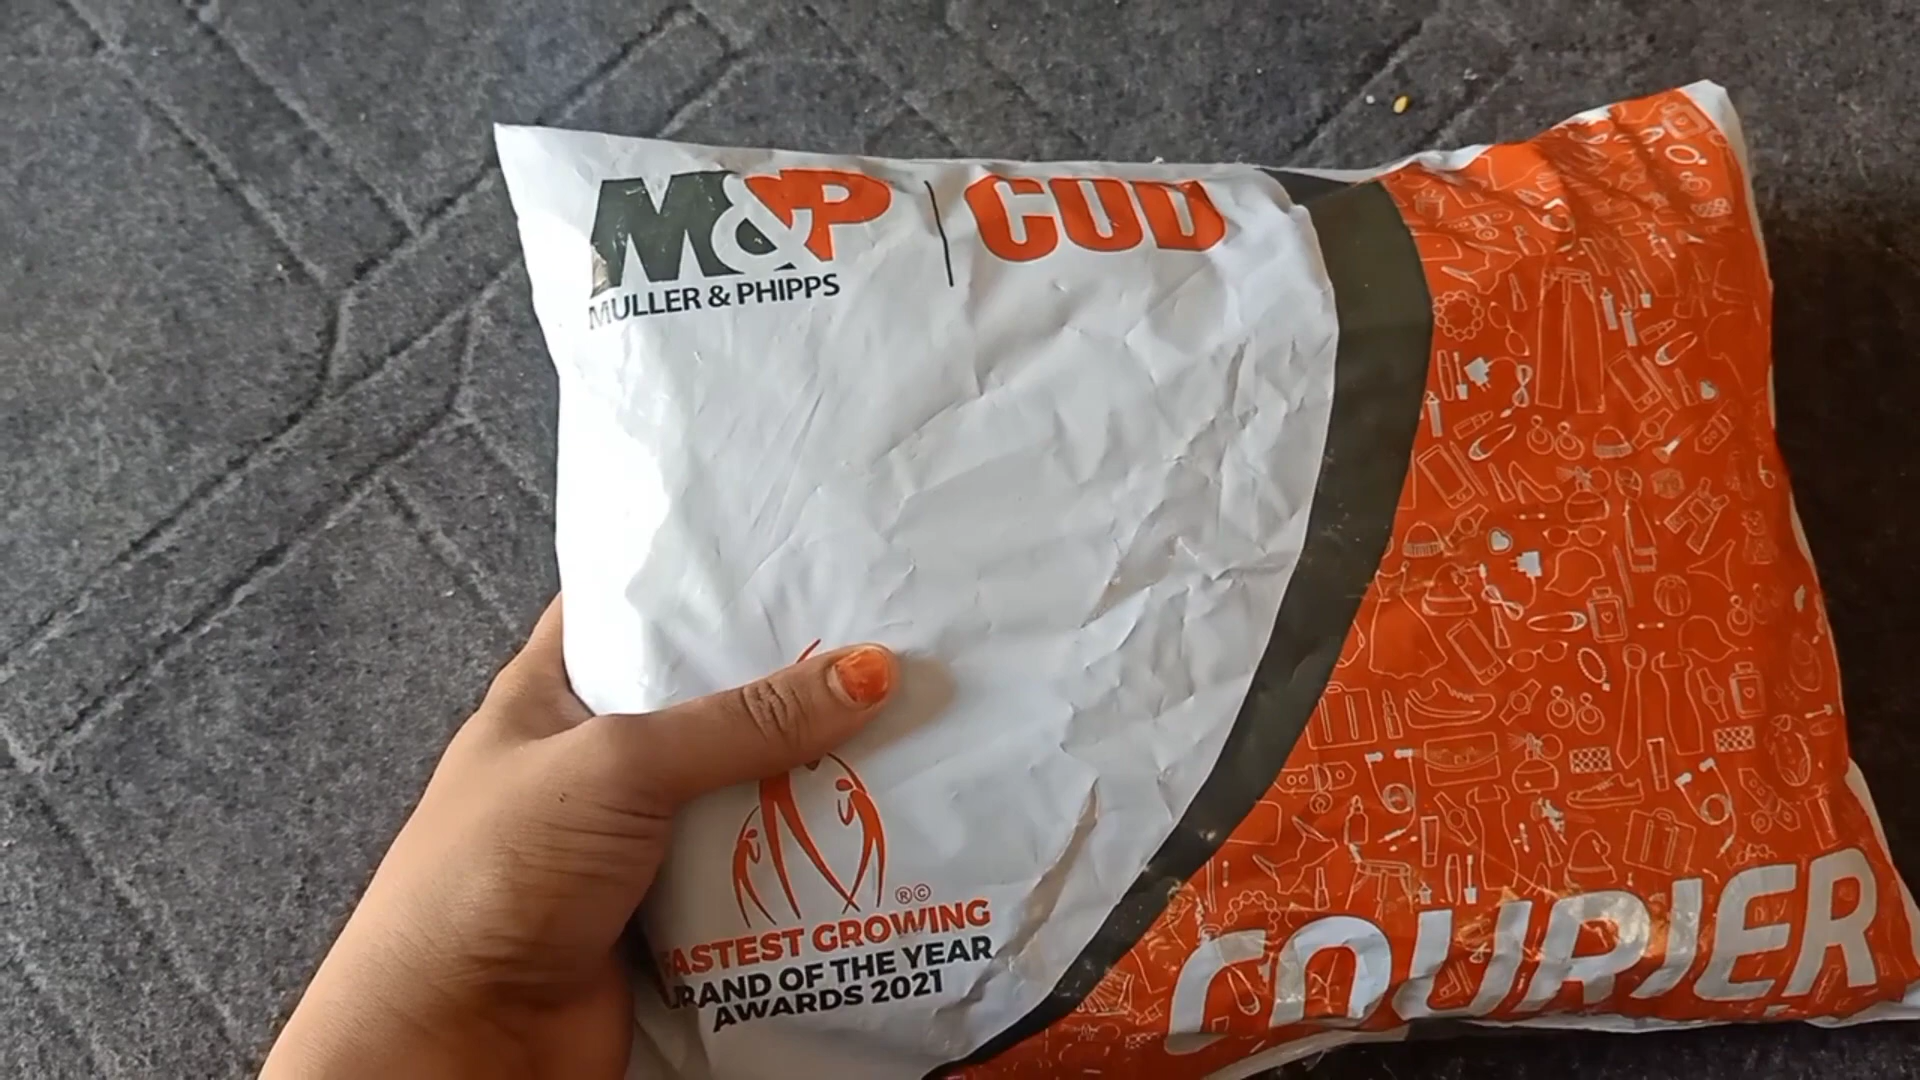 M&P | COD
MULLER & PHIPPS
®©
FASTEST GROWING
BRAND OF THE YEAR
AWARDS 2021
COURIER